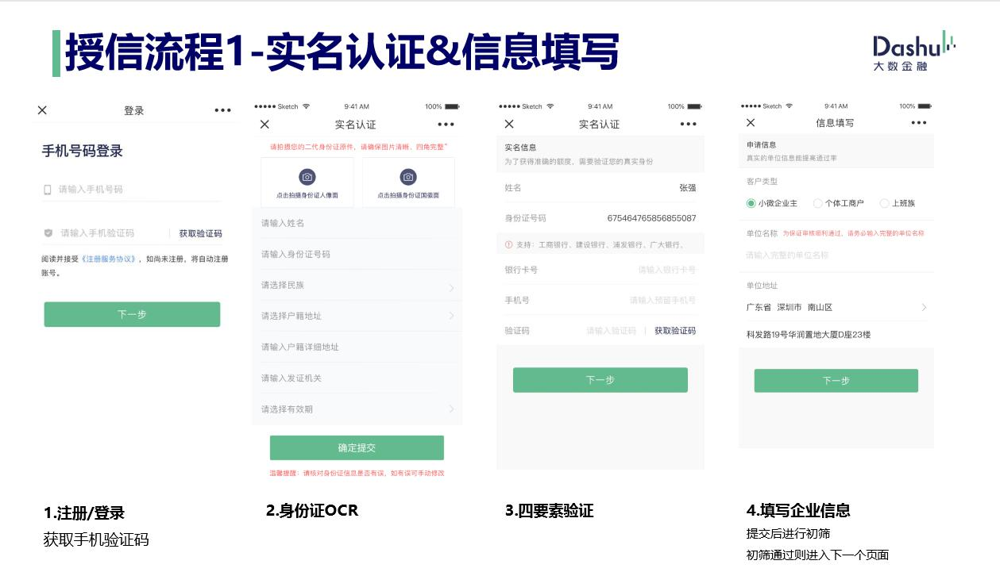 授信流程1-实名认证&信息填写
Dashu
大数金融
登录
手机号码登录
请输入手机号码
请输入手机验证码
获取验证码
阅读并接受《注册服务协议》，如尚未注册，将自动注册
账号。
下一步
1.注册/登录
获取手机验证码
Sketch 9:41 AM 100%
实名认证
请拍摄您的二代身份证原件，请确保图片清晰、四角完整"
点击拍摄身份证人像面
点击拍摄身份证国徽面
请输入姓名
请输入身份证号码
请选择民族
请选择户籍地址
请输入户籍详细地址
请输入发证机关
请选择有效期
确定提交
温馨提醒：请核对身份证信息是否有误，如有误可手动修改
2.身份证OCR
Sketch 9:41 AM 100%
实名认证
实名信息
为了获得准确的额度，需要验证您的真实身份
姓名 张强
身份证号码 675464765856855087
支持：工商银行、建设银行、浦发银行、广大银行、
银行卡号 请输入银行卡号
手机号 请输入预留手机号
验证码 请输入验证码 获取验证码
下一步
3.四要素验证
Sketch 9:41 AM 100%
信息填写
申请信息
真实的单位信息能提高通过率
客户类型
小微企业主 个体工商户 上班族
单位名称 为保证审核顺利通过，请务必输入完整的单位名称
请输入完整的单位名称
单位地址
广东省 深圳市 南山区
科发路19号华润置地大厦D座23楼
下一步
4.填写企业信息
提交后进行初筛
初筛通过则进入下一个页面